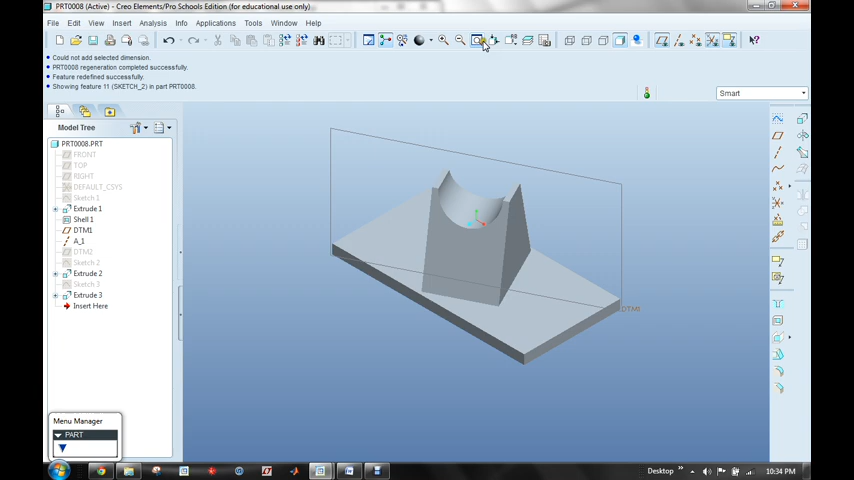 PRT0008 (Active) - Creo Elements/Pro Schools Edition (for educational use only)
File Edit View Insert Analysis Info Applications Tools Window Help
Could not add selected dimension.
PRT0008 regeneration completed successfully.
Feature redefined successfully.
Showing feature 11 (SKETCH_2) in part PRT0008.
Smart
Model Tree
PRT0008.PRT
FRONT
TOP
RIGHT
DEFAULT_CSYS
Sketch 1
Extrude 1
Shell 1
DTM1
A_1
DTM2
Sketch 2
Extrude 2
Sketch 3
Extrude 3
Insert Here
DTM1
Menu Manager
PART
Desktop
10:34 PM